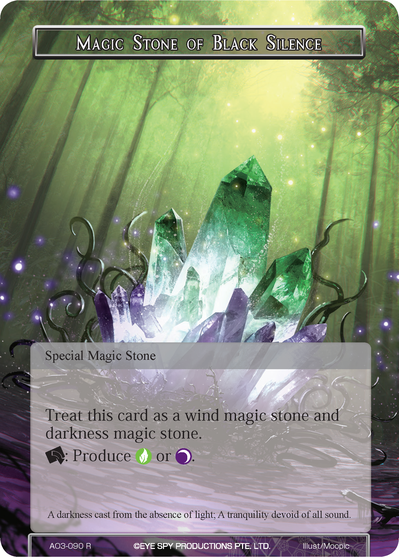 Magic Stone of Black Silence
Special Magic Stone
Treat this card as a wind magic stone and
darkness magic stone.
: Produce or .
A darkness cast from the absence of light; A tranquility devoid of all sound.
A03-090 R ©EYE SPY PRODUCTIONS PTE. LTD. Illust/Moopic